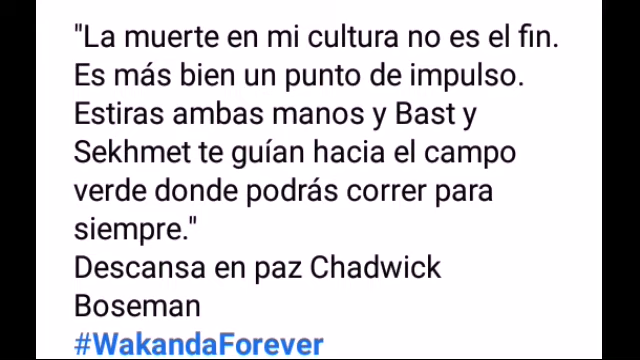 "La muerte en mi cultura no es el fin.
Es más bien un punto de impulso.
Estiras ambas manos y Bast y
Sekhmet te guían hacia el campo
verde donde podrás correr para
siempre."
Descansa en paz Chadwick
Boseman
#WakandaForever